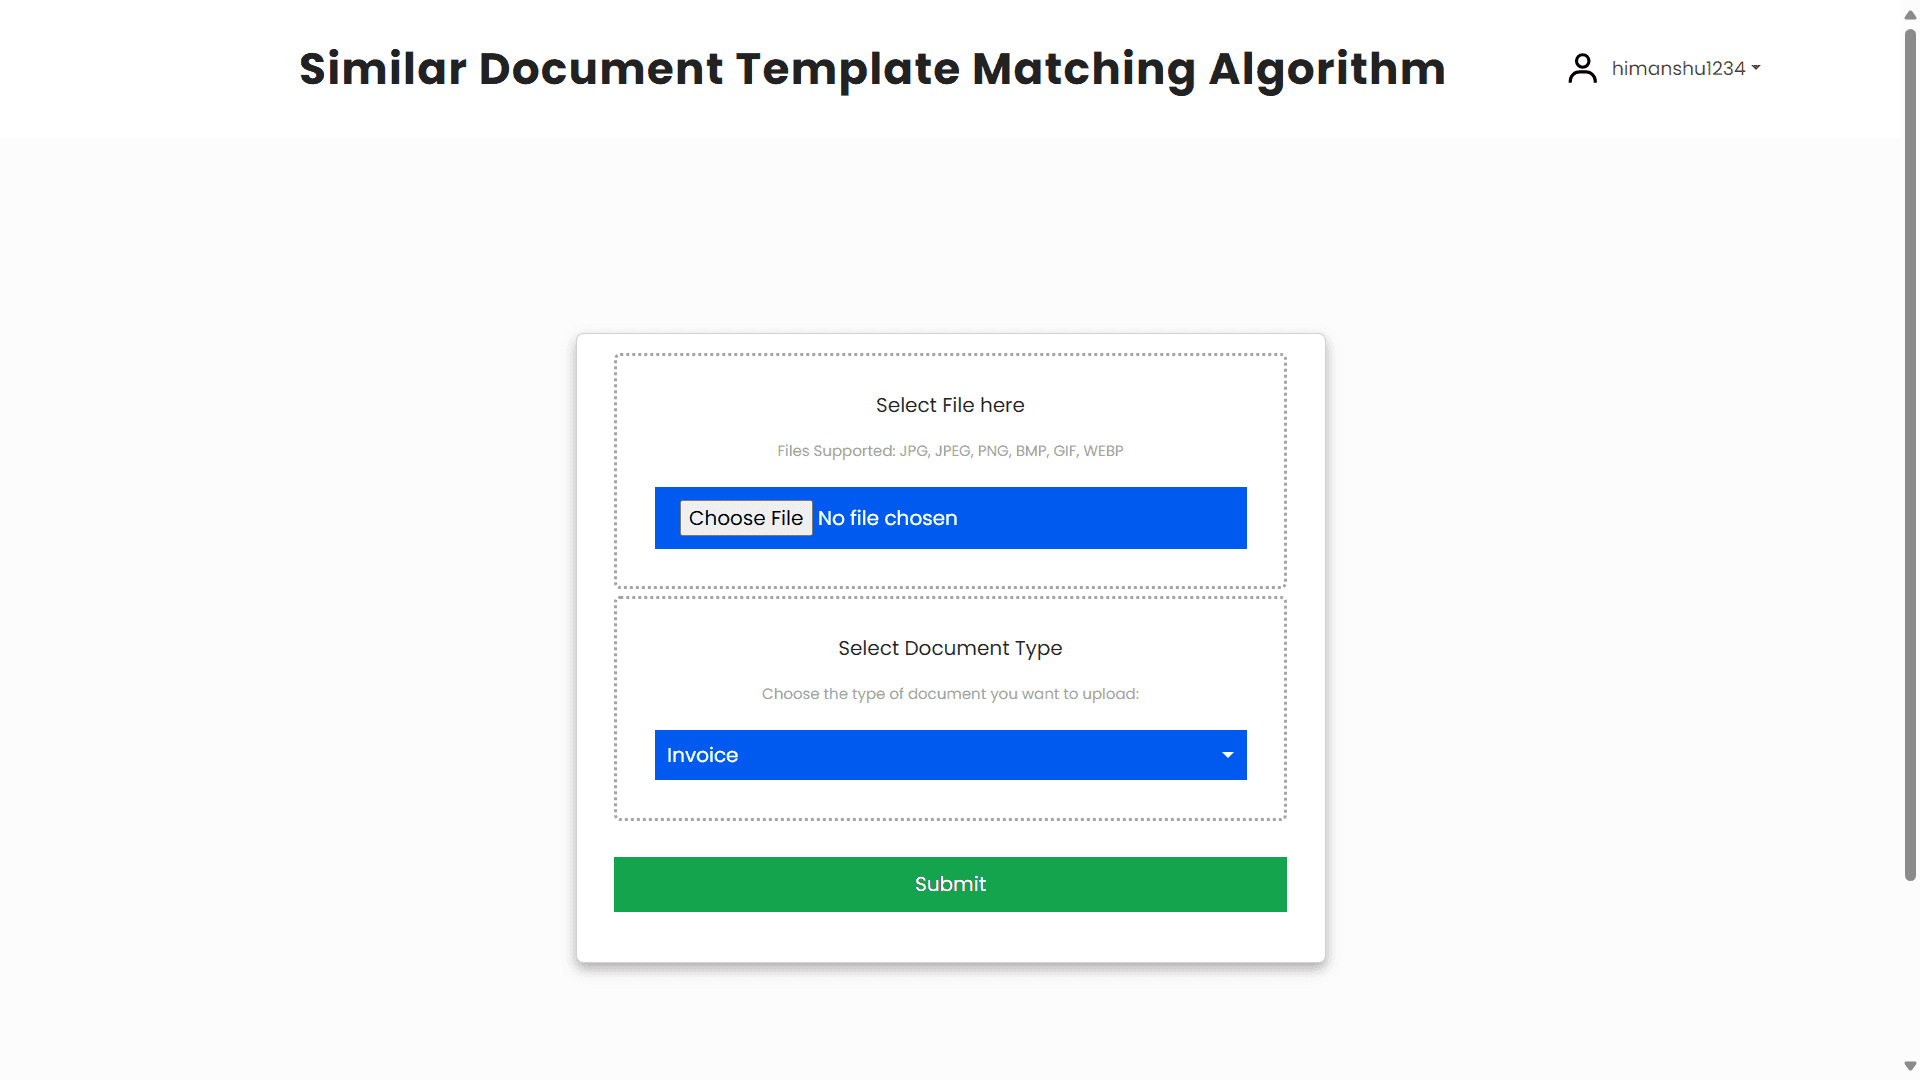 Similar Document Template Matching Algorithm
himanshu1234
Select File here
Files Supported: JPG, JPEG, PNG, BMP, GIF, WEBP
Choose File No file chosen
Select Document Type
Choose the type of document you want to upload:
Invoice
Submit